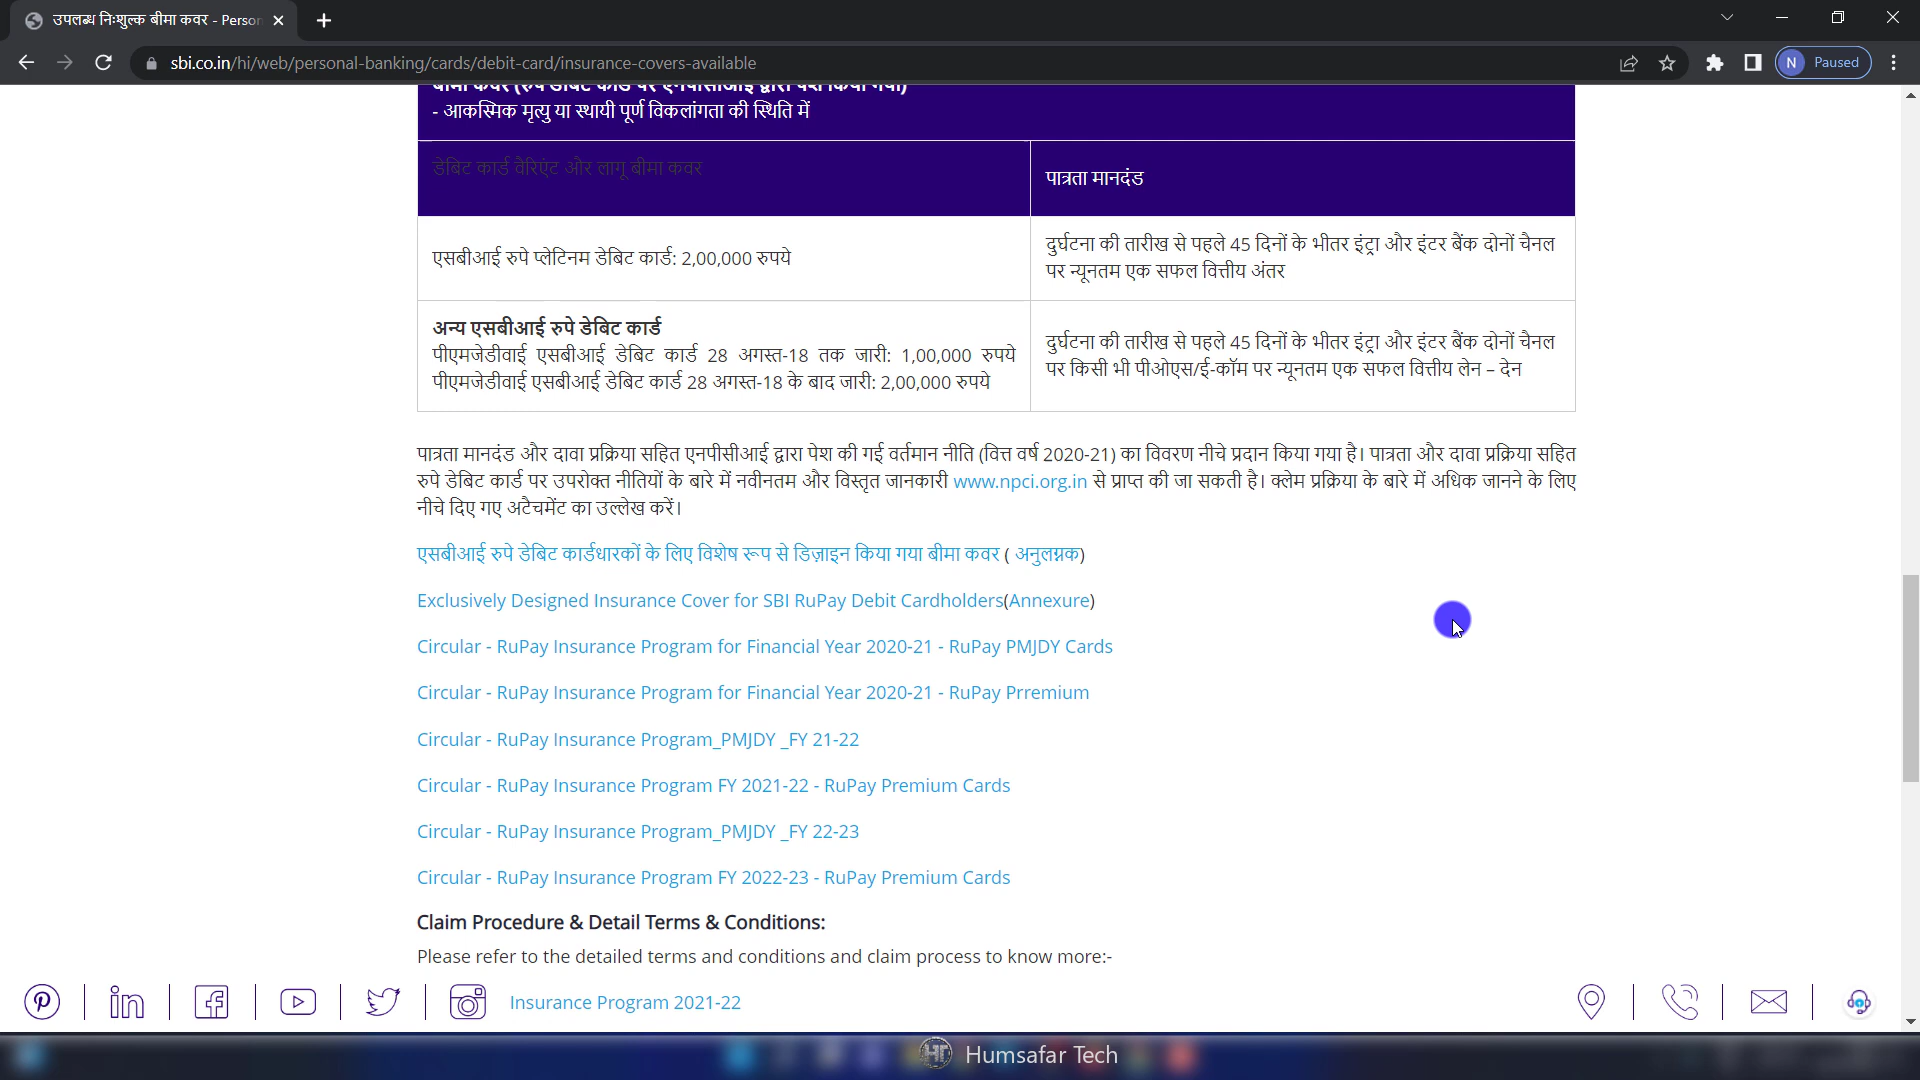 उपलब्ध निःशुल्क बीमा कवर - Person
sbi.co.in/hi/web/personal-banking/cards/debit-card/insurance-covers-available
N Paused
बीमा कवर (रुपे डेबिट कार्ड पर एनपीसीआई द्वारा पेश किया गया)
- आकस्मिक मृत्यु या स्थायी पूर्ण विकलांगता की स्थिति में
डेबिट कार्ड वैरिएंट और लागू बीमा कवर
पात्रता मानदंड
एसबीआई रुपे प्लेटिनम डेबिट कार्ड: 2,00,000 रुपये
दुर्घटना की तारीख से पहले 45 दिनों के भीतर इंट्रा और इंटर बैंक दोनों चैनल
पर न्यूनतम एक सफल वित्तीय अंतर
अन्य एसबीआई रुपे डेबिट कार्ड
पीएमजेडीवाई एसबीआई डेबिट कार्ड 28 अगस्त-18 तक जारी: 1,00,000 रुपये
पीएमजेडीवाई एसबीआई डेबिट कार्ड 28 अगस्त-18 के बाद जारी: 2,00,000 रुपये
दुर्घटना की तारीख से पहले 45 दिनों के भीतर इंट्रा और इंटर बैंक दोनों चैनल
पर किसी भी पीओएस/ई-कॉम पर न्यूनतम एक सफल वित्तीय लेन – देन
पात्रता मानदंड और दावा प्रक्रिया सहित एनपीसीआई द्वारा पेश की गई वर्तमान नीति (वित्त वर्ष 2020-21) का विवरण नीचे प्रदान किया गया है। पात्रता और दावा प्रक्रिया सहित
रुपे डेबिट कार्ड पर उपरोक्त नीतियों के बारे में नवीनतम और विस्तृत जानकारी www.npci.org.in से प्राप्त की जा सकती है। क्लेम प्रक्रिया के बारे में अधिक जानने के लिए
नीचे दिए गए अटैचमेंट का उल्लेख करें।
एसबीआई रुपे डेबिट कार्डधारकों के लिए विशेष रूप से डिज़ाइन किया गया बीमा कवर ( अनुलग्नक)
Exclusively Designed Insurance Cover for SBI RuPay Debit Cardholders(Annexure)
Circular - RuPay Insurance Program for Financial Year 2020-21 - RuPay PMJDY Cards
Circular - RuPay Insurance Program for Financial Year 2020-21 - RuPay Prremium
Circular - RuPay Insurance Program_PMJDY _FY 21-22
Circular - RuPay Insurance Program FY 2021-22 - RuPay Premium Cards
Circular - RuPay Insurance Program_PMJDY _FY 22-23
Circular - RuPay Insurance Program FY 2022-23 - RuPay Premium Cards
Claim Procedure & Detail Terms & Conditions:
Please refer to the detailed terms and conditions and claim process to know more:-
Insurance Program 2021-22
HT Humsafar Tech